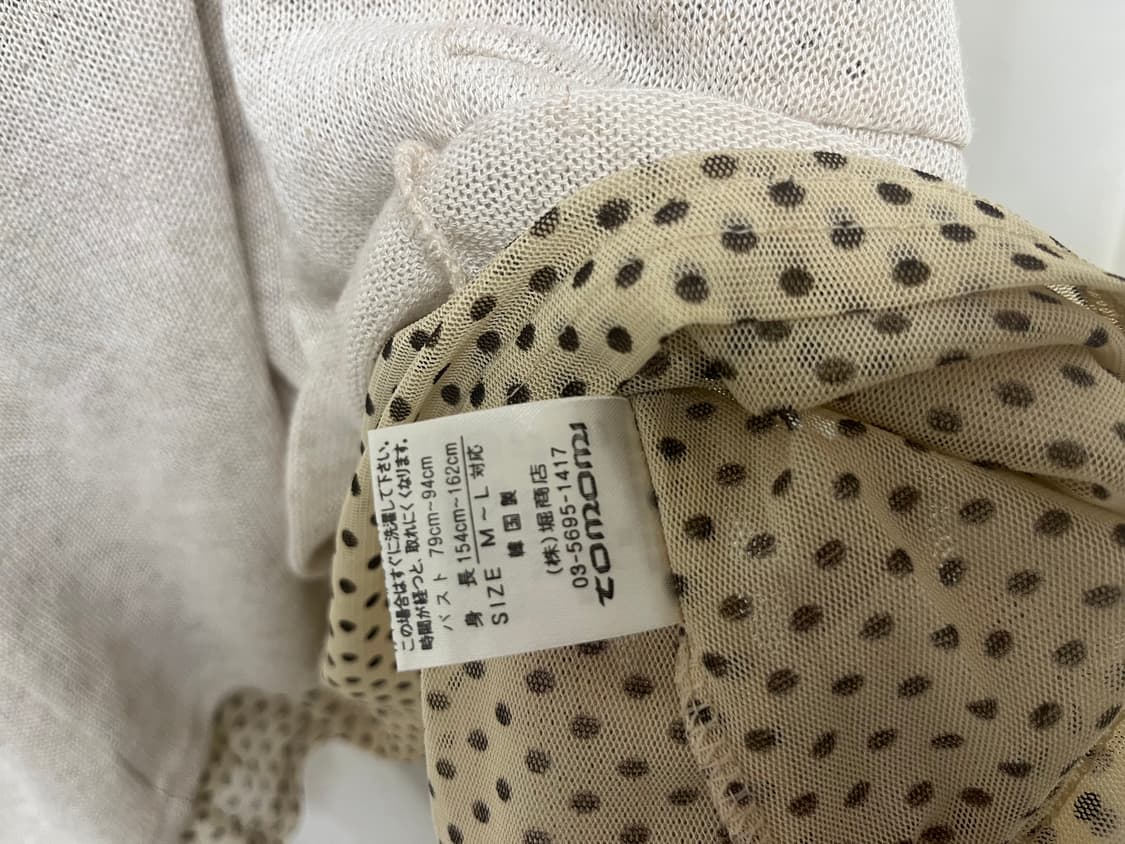 この場合はすぐに洗濯して下さい。
時間が経つと、取れにくくなります。
バスト 79cm~94cm
身 長 154cm~162cm
SIZE M~L 対応
韓国製
(株)堀商店
03-5695-1417
tomomi